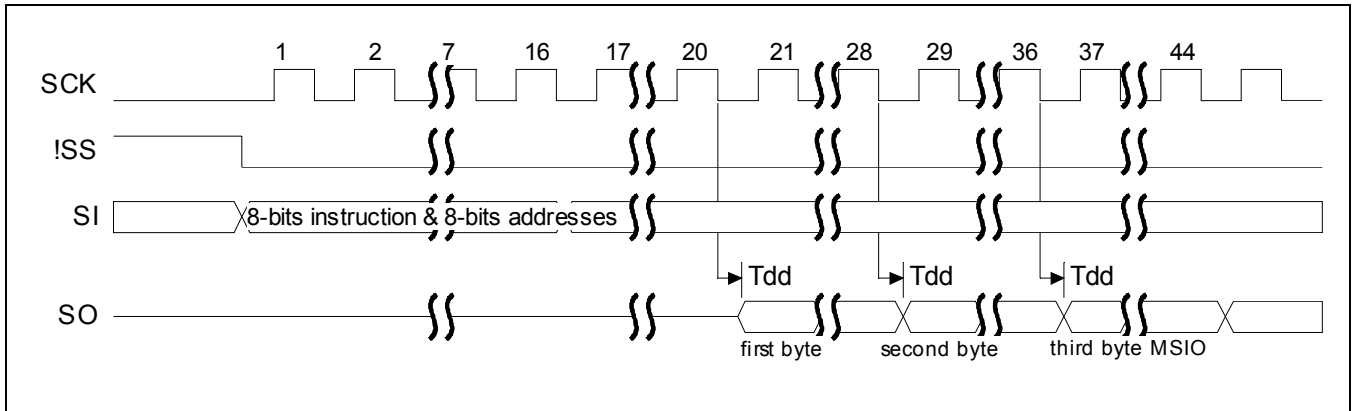 1 2 7 16 17 20 21 28 29 36 37 44
SCK
!SS
SI 8-bits instruction & 8-bits addresses
Tdd Tdd Tdd
SO
first byte second byte third byte MSIO